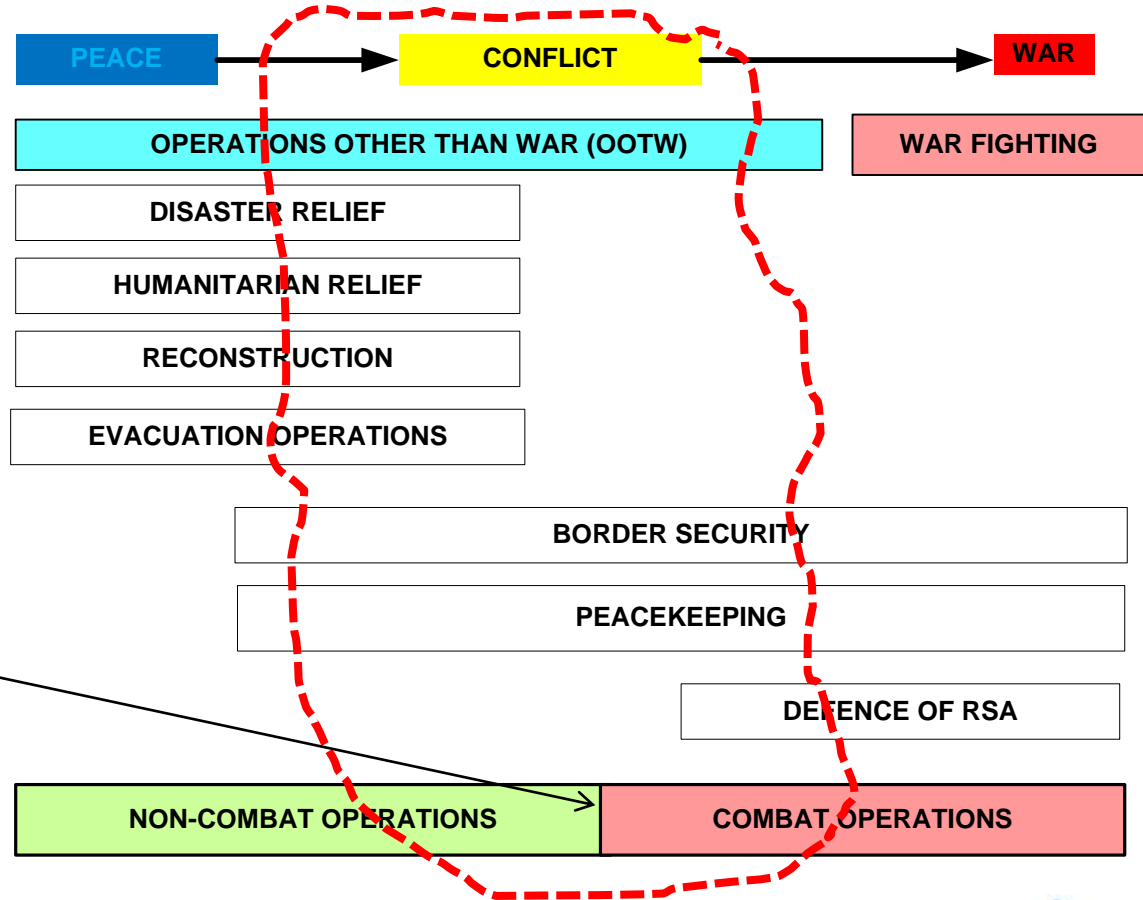 PEACE
CONFLICT
WAR
OPERATIONS OTHER THAN WAR (OOTW)
WAR FIGHTING
DISASTER RELIEF
HUMANITARIAN RELIEF
RECONSTRUCTION
EVACUATION OPERATIONS
BORDER SECURITY
PEACEKEEPING
DEFENCE OF RSA
NON-COMBAT OPERATIONS
COMBAT OPERATIONS